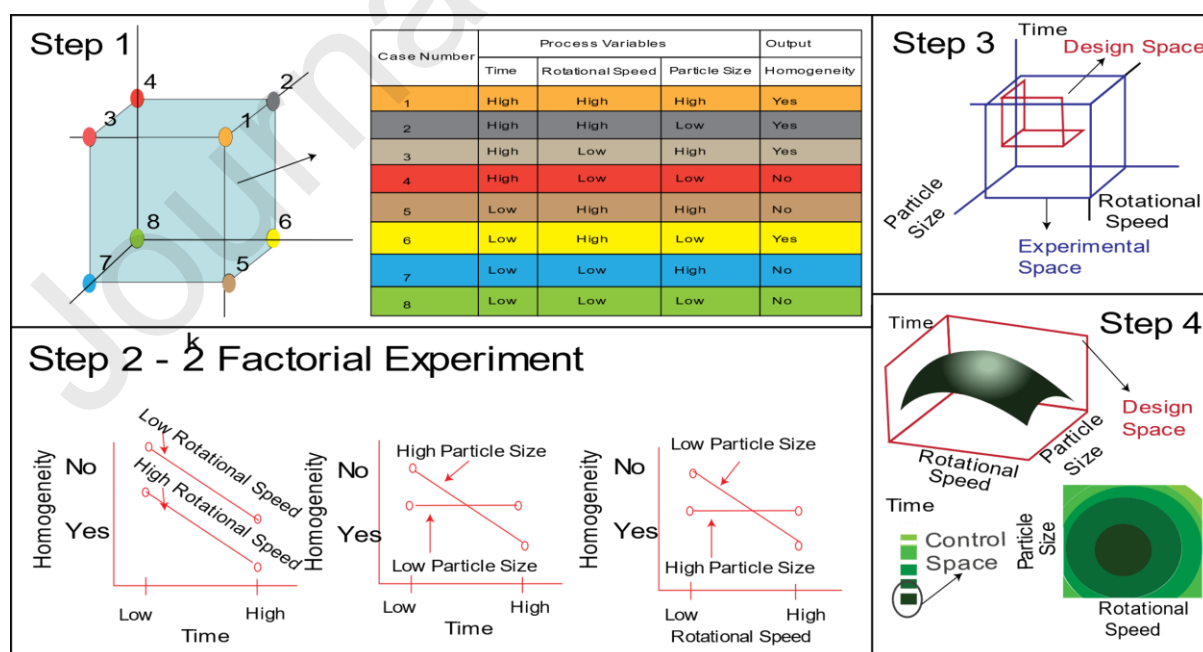 Journa
Step 1
4
2
3
1
8
6
7
5
Case Number Process Variables Output
Time Rotational Speed Particle Size Homogeneity
1 High High High Yes
2 High High Low Yes
3 High Low High Yes
4 High Low Low No
5 Low High High No
6 Low High Low Yes
7 Low Low High No
8 Low Low Low No
Step 2 - 2k Factorial Experiment
Homogeneity
No
Yes
Low Rotational Speed
High Rotational Speed
Low High
Time
Homogeneity
No
Yes
High Particle Size
Low Particle Size
Low High
Time
Homogeneity
No
Yes
Low Particle Size
High Particle Size
Low High
Rotational Speed
Step 3
Time
Design Space
Particle
Size
Rotational
Speed
Experimental
Space
Step 4
Time
Design
Space
Particle
Size
Rotational
Speed
Time
Control
Space
Particle
Size
Rotational
Speed